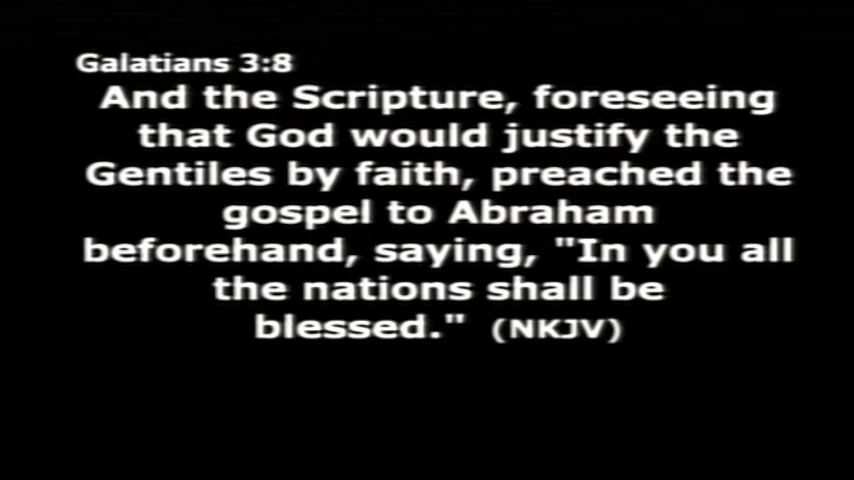 Galatians 3:8
And the Scripture, foreseeing
that God would justify the
Gentiles by faith, preached the
gospel to Abraham
beforehand, saying, "In you all
the nations shall be
blessed." (NKJV)